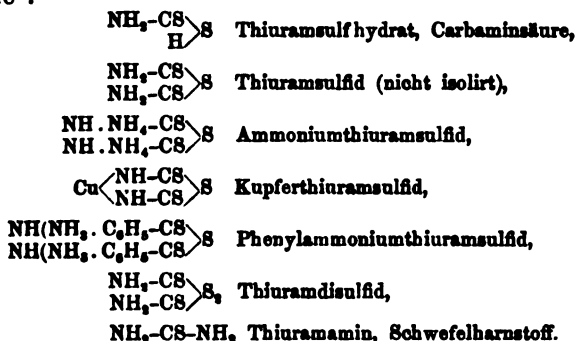 NH₂-CS
H >S Thiuramsulfhydrat, Carbaminsäure,
NH₂-CS
NH₂-CS >S Thiuramsulfid (nicht isolirt),
NH.NH₄-CS
NH.NH₄-CS >S Ammoniumthiuramsulfid,
Cu< NH-CS
NH-CS >S Kupferthiuramsulfid,
NH(NH₃.C₆H₅-CS
NH(NH₃.C₆H₅-CS >S Phenylammoniumthiuramsulfid,
NH₂-CS
NH₂-CS >S₂ Thiuramdisulfid,
NH₂-CS-NH₂ Thiuramamin, Schwefelharnstoff.